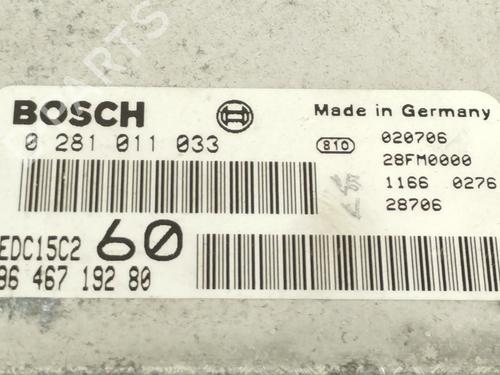 BOSCH
Made in Germany
0 281 011 033
810
020706
28FM0000
1166 0276
28706
EDC15C2 60
96 467 192 80
PARTS